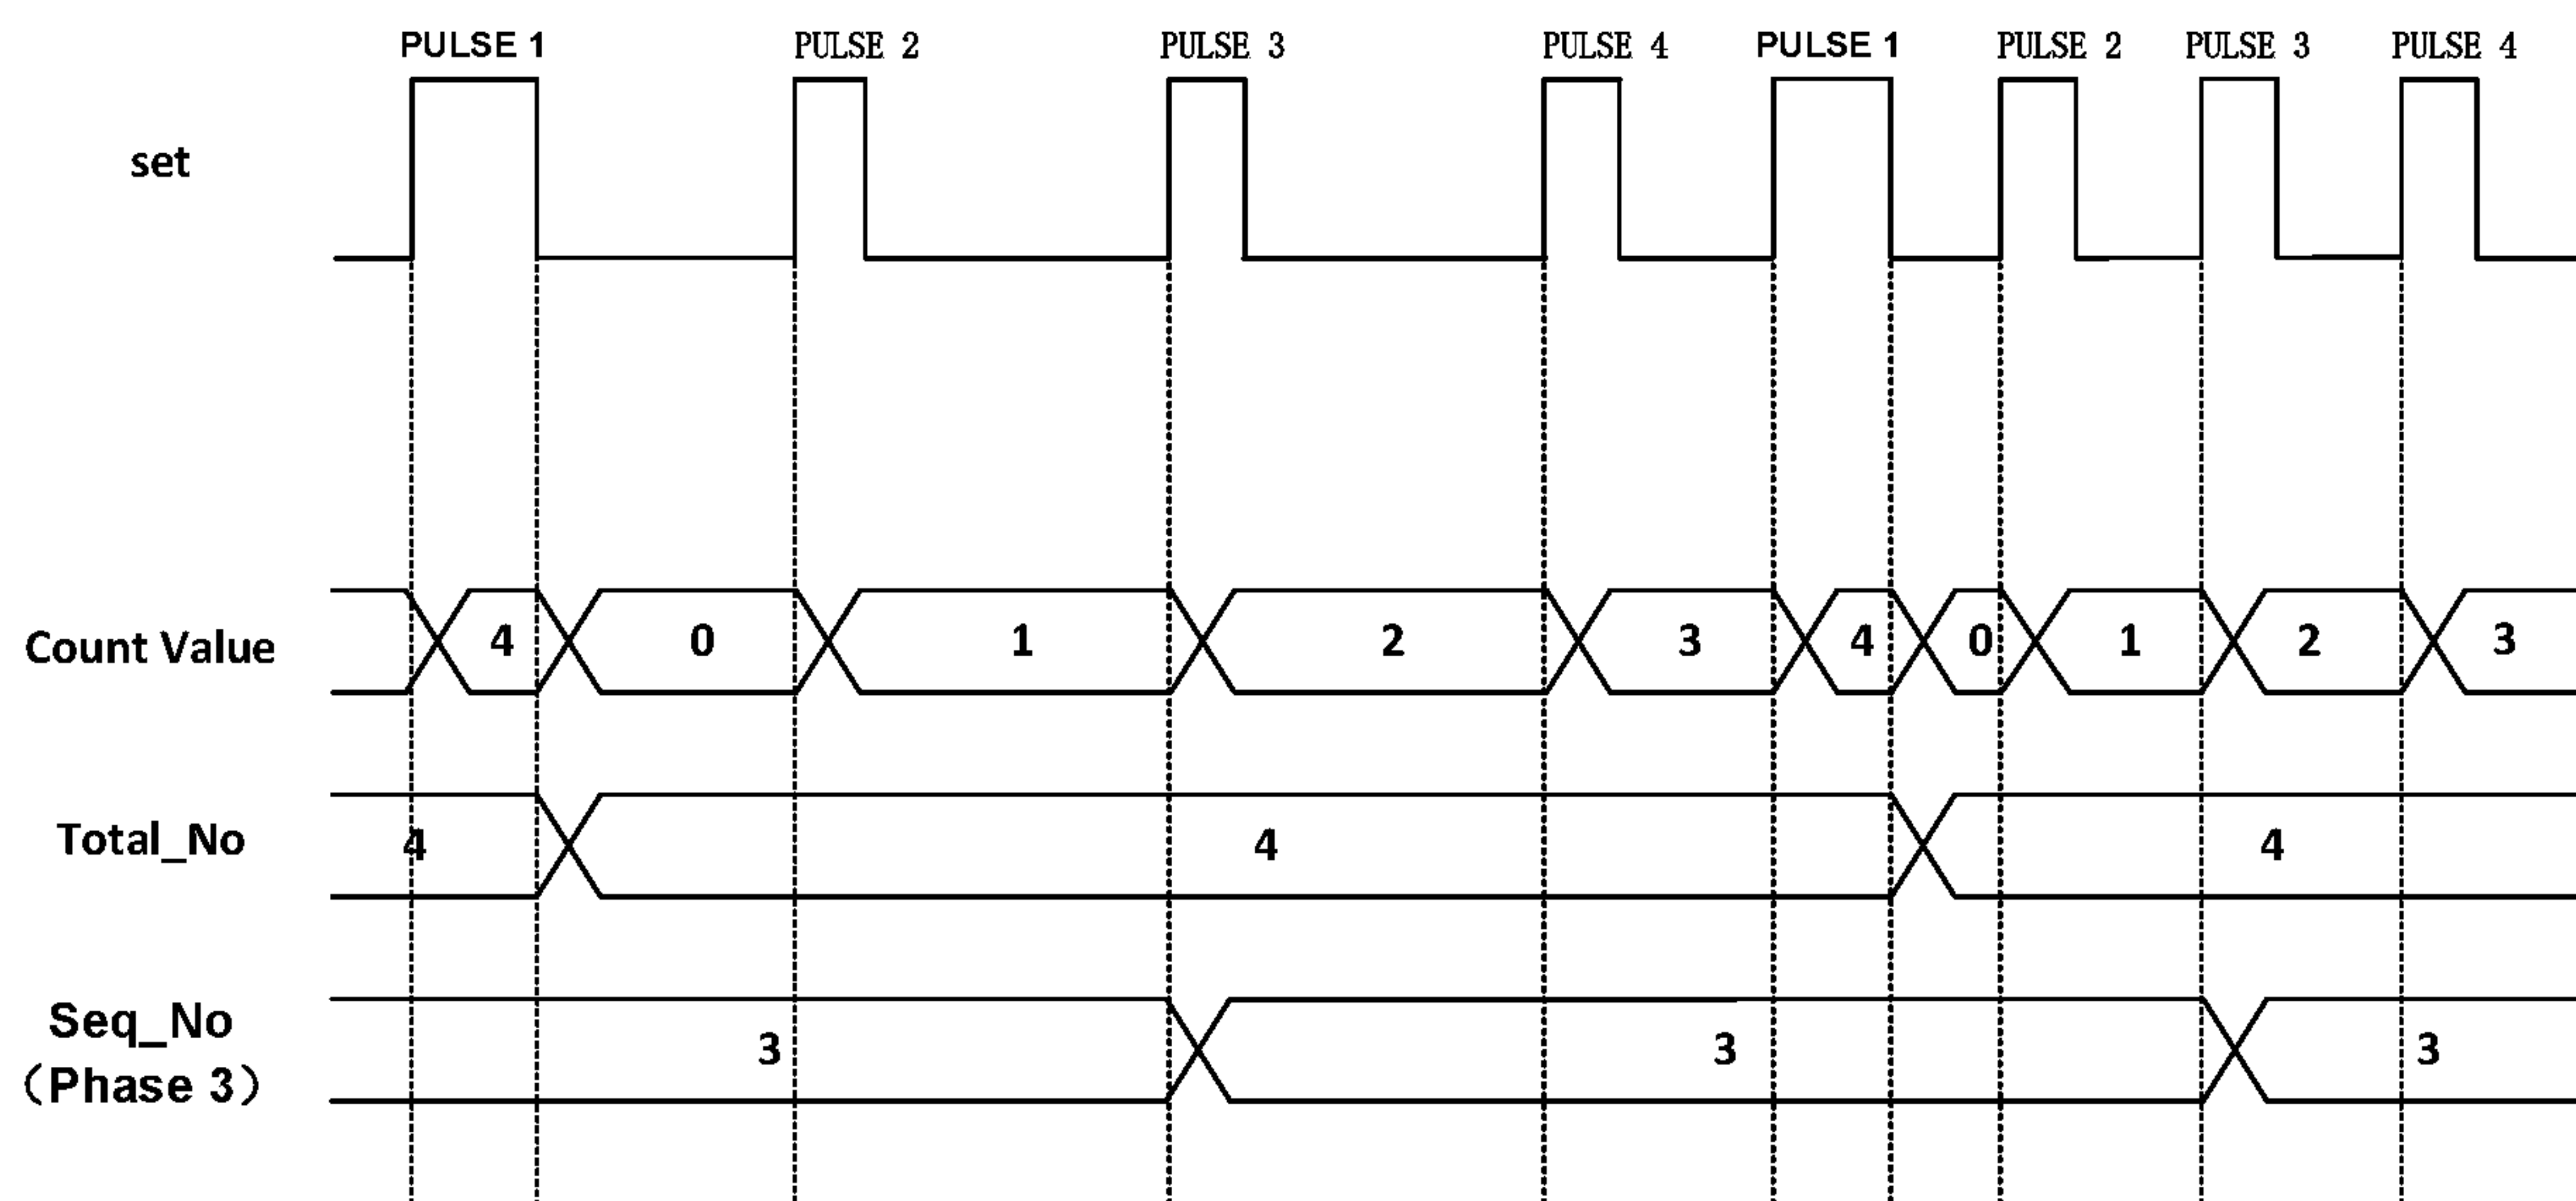 PULSE 1 PULSE 2 PULSE 3 PULSE 4 PULSE 1 PULSE 2 PULSE 3 PULSE 4
set
Count Value 4 0 1 2 3 4 0 1 2 3
Total_No 4 4 4
Seq_No
（Phase 3） 3 3 3